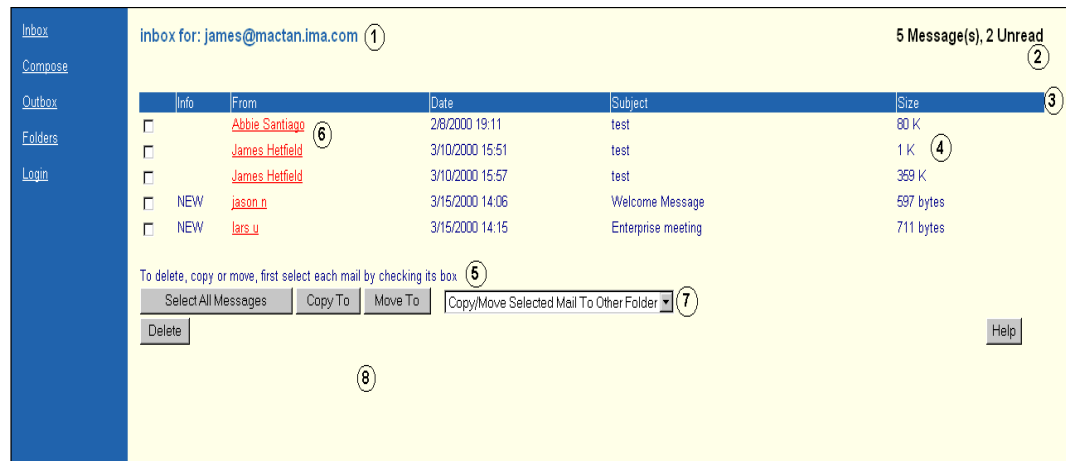 Inbox
Compose
Outbox
Folders
Login
inbox for: james@mactan.ima.com 1
5 Message(s), 2 Unread
2
Info From Date Subject Size 3
Abbie Santiago 2/8/2000 19:11 test 80 K
6
James Hetfield 3/10/2000 15:51 test 1 K 4
James Hetfield 3/10/2000 15:57 test 359 K
NEW jason n 3/15/2000 14:06 Welcome Message 597 bytes
NEW lars u 3/15/2000 14:15 Enterprise meeting 711 bytes
To delete, copy or move, first select each mail by checking its box 5
Select All Messages Copy To Move To Copy/Move Selected Mail To Other Folder 7
Delete Help
8